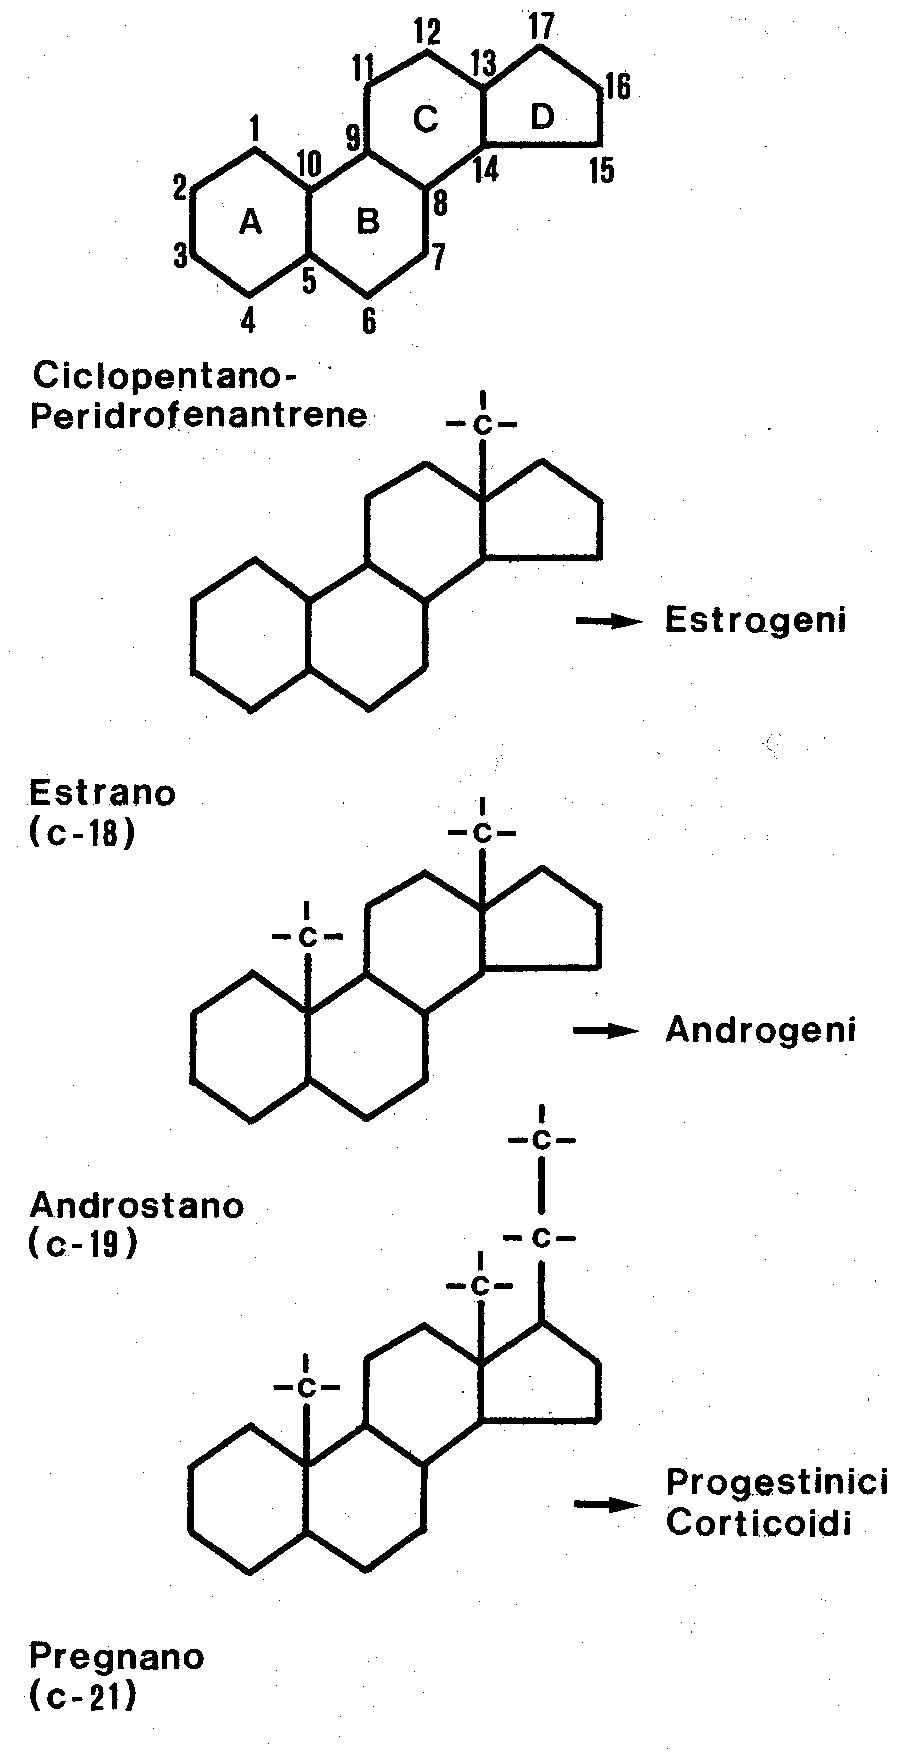 17
12
13
11
16
C
D
1
9
10
14
15
2
8
A
B
3
7
5
4
6
Ciclopentano-
Peridrofenantrene
-C-
Estrogeni
Estrano
(c-18)
-C-
-C-
Androgeni
-C-
Androstano
(c-19)
-C-
-C-
-C-
Progestinici
Corticoidi
Pregnano
(c-21)